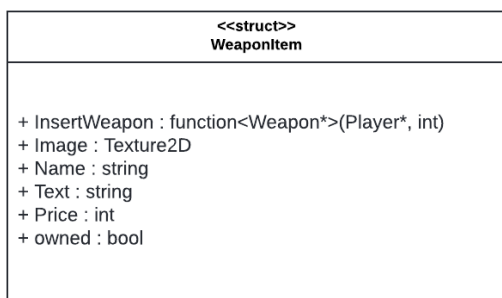 <<struct>>
WeaponItem
+ InsertWeapon : function<Weapon*>(Player*, int)
+ Image : Texture2D
+ Name : string
+ Text : string
+ Price : int
+ owned : bool